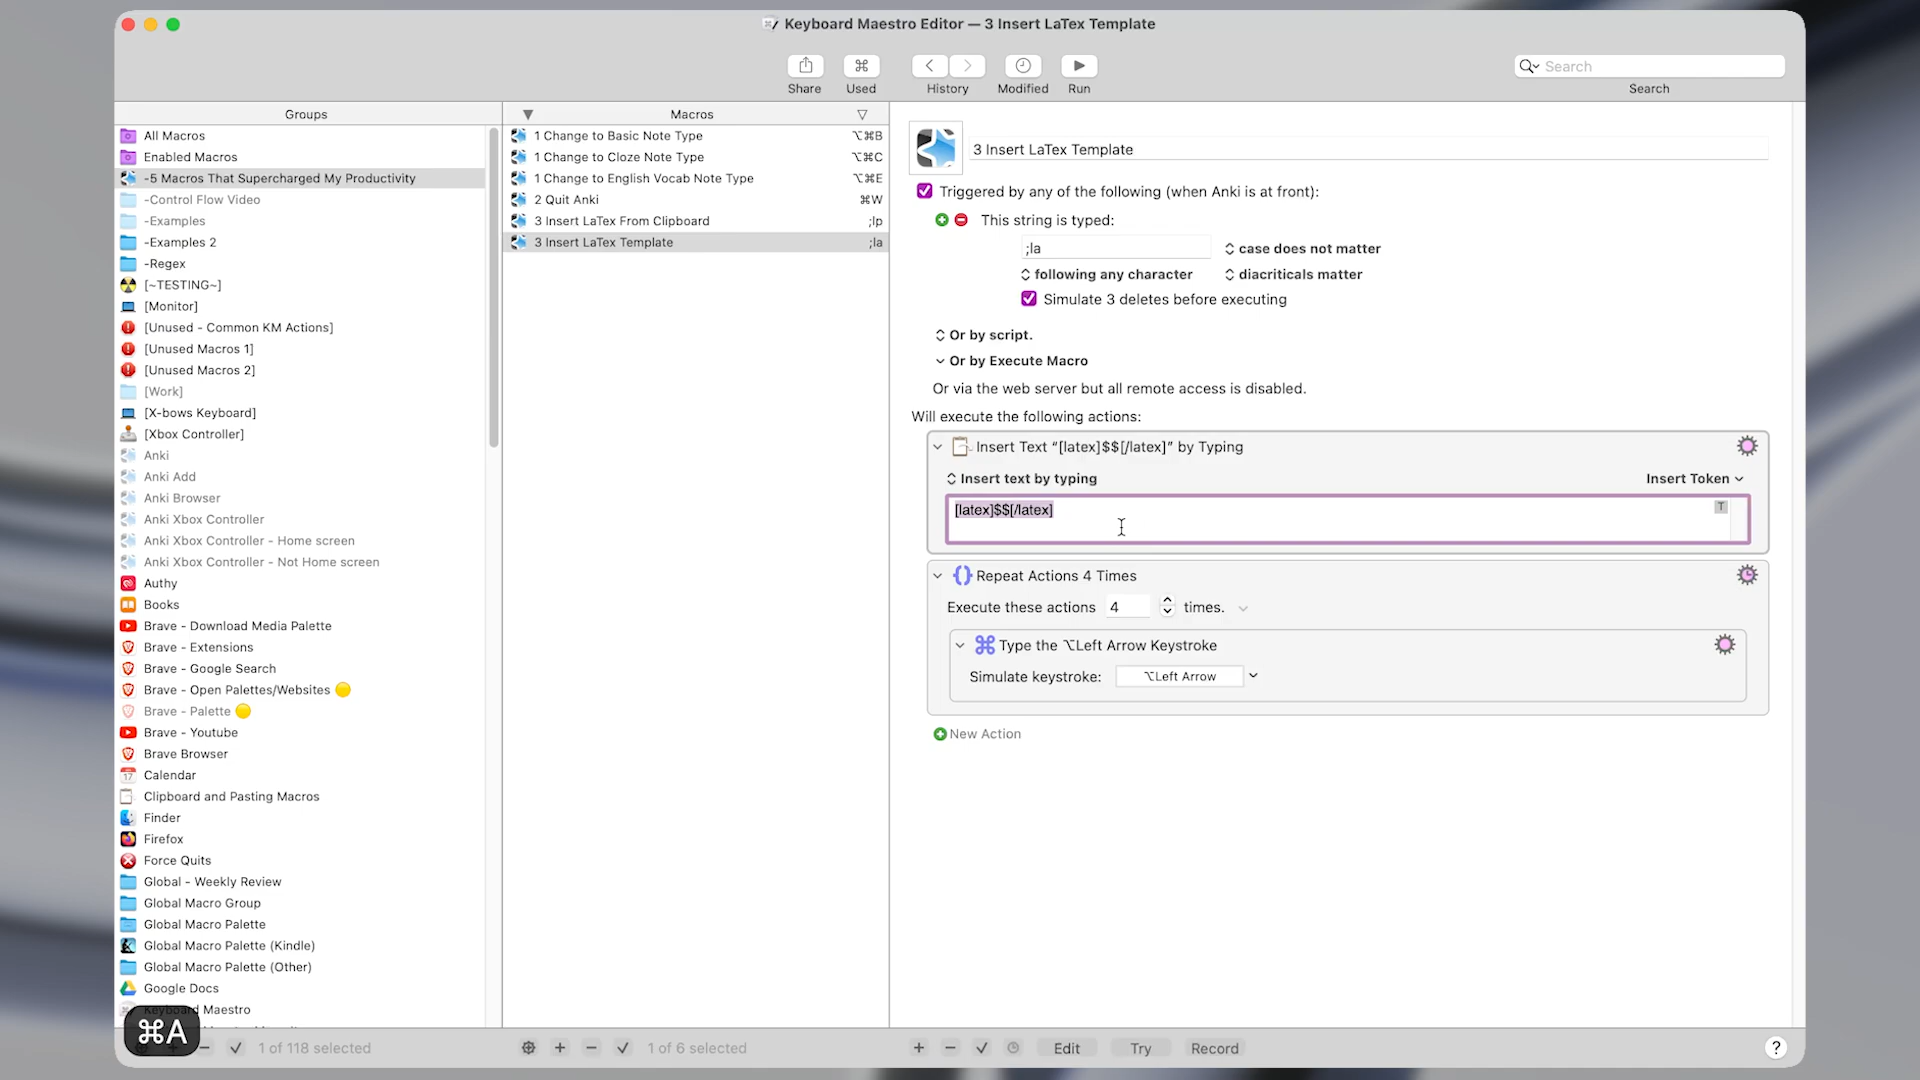 Keyboard Maestro Editor — 3 Insert LaTex Template
Share
Used
History
Modified
Run
Search
Search
Groups
All Macros
Enabled Macros
-5 Macros That Supercharged My Productivity
-Control Flow Video
-Examples
-Examples 2
-Regex
[~TESTING~]
[Monitor]
[Unused - Common KM Actions]
[Unused Macros 1]
[Unused Macros 2]
[Work]
[X-bows Keyboard]
[Xbox Controller]
Anki
Anki Add
Anki Browser
Anki Xbox Controller
Anki Xbox Controller - Home screen
Anki Xbox Controller - Not Home screen
Authy
Books
Brave - Download Media Palette
Brave - Extensions
Brave - Google Search
Brave - Open Palettes/Websites
Brave - Palette
Brave - Youtube
Brave Browser
Calendar
Clipboard and Pasting Macros
Finder
Firefox
Force Quits
Global - Weekly Review
Global Macro Group
Global Macro Palette
Global Macro Palette (Kindle)
Global Macro Palette (Other)
Google Docs
Keyboard Maestro
⌘A
1 of 118 selected
Macros
1 Change to Basic Note Type ⌥⌘B
1 Change to Cloze Note Type ⌥⌘C
1 Change to English Vocab Note Type ⌥⌘E
2 Quit Anki ⌘W
3 Insert LaTex From Clipboard ;lp
3 Insert LaTex Template ;la
1 of 6 selected
3 Insert LaTex Template
Triggered by any of the following (when Anki is at front):
This string is typed:
;la
case does not matter
following any character
diacriticals matter
Simulate 3 deletes before executing
Or by script.
Or by Execute Macro
Or via the web server but all remote access is disabled.
Will execute the following actions:
Insert Text “[latex]$$[/latex]” by Typing
Insert text by typing
Insert Token
[latex]$$[/latex]
T
Repeat Actions 4 Times
Execute these actions 4 times.
Type the ⌥Left Arrow Keystroke
Simulate keystroke: ⌥Left Arrow
New Action
Edit
Try
Record
?